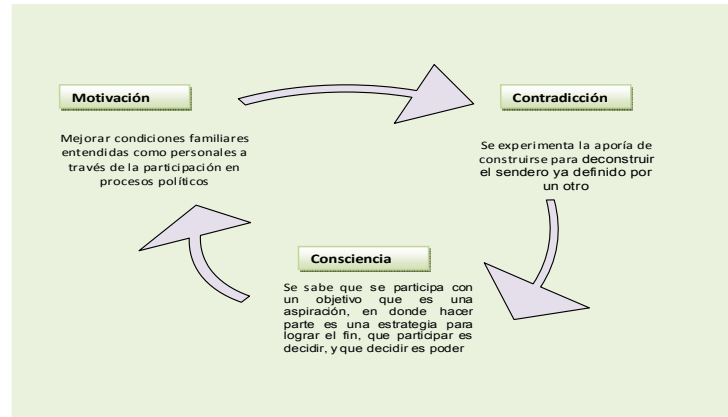 Motivación
Mejorar condiciones familiares
entendidas como personales a
través de la participación en
procesos políticos
Contradicción
Se experimenta la aporía de
construirse para deconstruir
el sendero ya definido por
un otro
Consciencia
Se sabe que se participa con
un objetivo que es una
aspiración, en donde hacer
parte es una estrategia para
lograr el fin, que participar es
decidir, y que decidir es poder